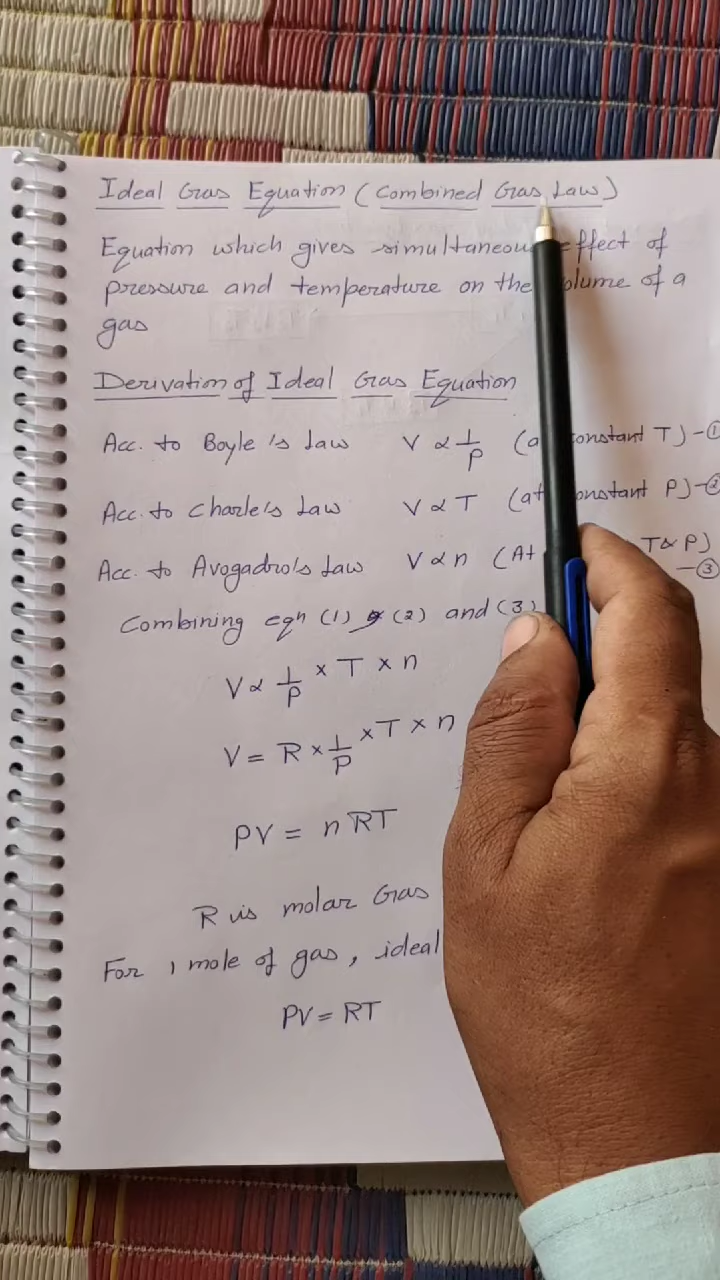 Ideal Gas Equation (Combined Gas Law)
Equation which gives simultaneou effect of
pressure and temperature on the olume of a
gas
Derivation of Ideal Gas Equation
Acc. to Boyle's Law V ∝ 1/P (a onstant T) - ①
Acc. to Charle's Law V ∝ T (at onstant P) - ②
Acc. to Avogadro's Law V ∝ n (At T & P)
- ③
Combining eqn (1), (2) and (3)
V ∝ 1/P × T × n
V = R × 1/P × T × n
PV = nRT
R is molar Gas
For 1 mole of gas, ideal
PV = RT